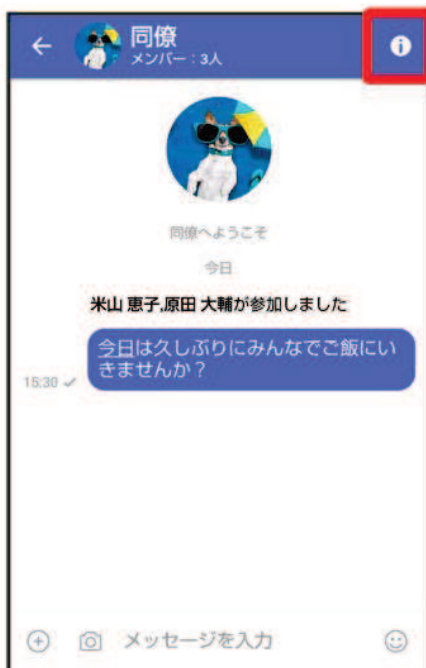 同僚
メンバー：3人
同僚へようこそ
今日
米山 恵子,原田 大輔が参加しました
今日は久しぶりにみんなでご飯にい
きませんか？
15:30
メッセージを入力